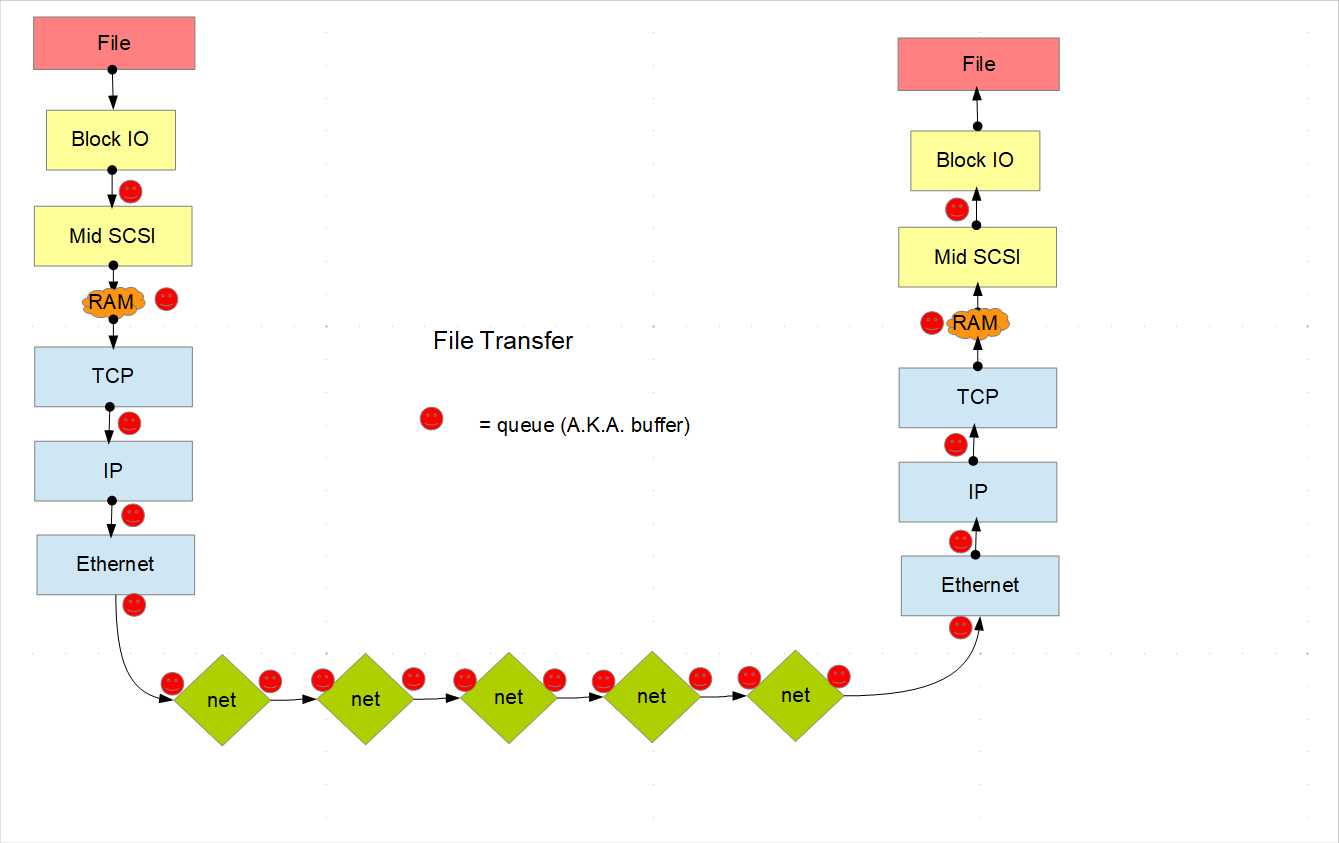 File
Block IO
Mid SCSI
RAM
TCP
IP
Ethernet
File Transfer
= queue (A.K.A. buffer)
net
net
net
net
net
File
Block IO
Mid SCSI
RAM
TCP
IP
Ethernet